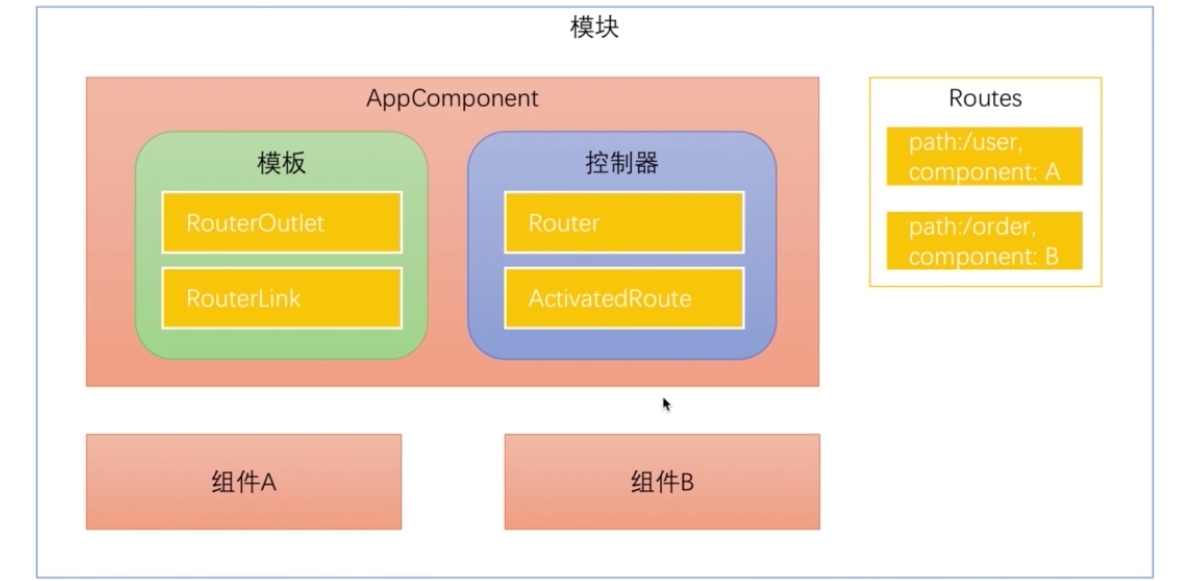 模块
AppComponent
模板
RouterOutlet
RouterLink
控制器
Router
ActivatedRoute
Routes
path:/user,
component: A
path:/order,
component: B
组件A
组件B